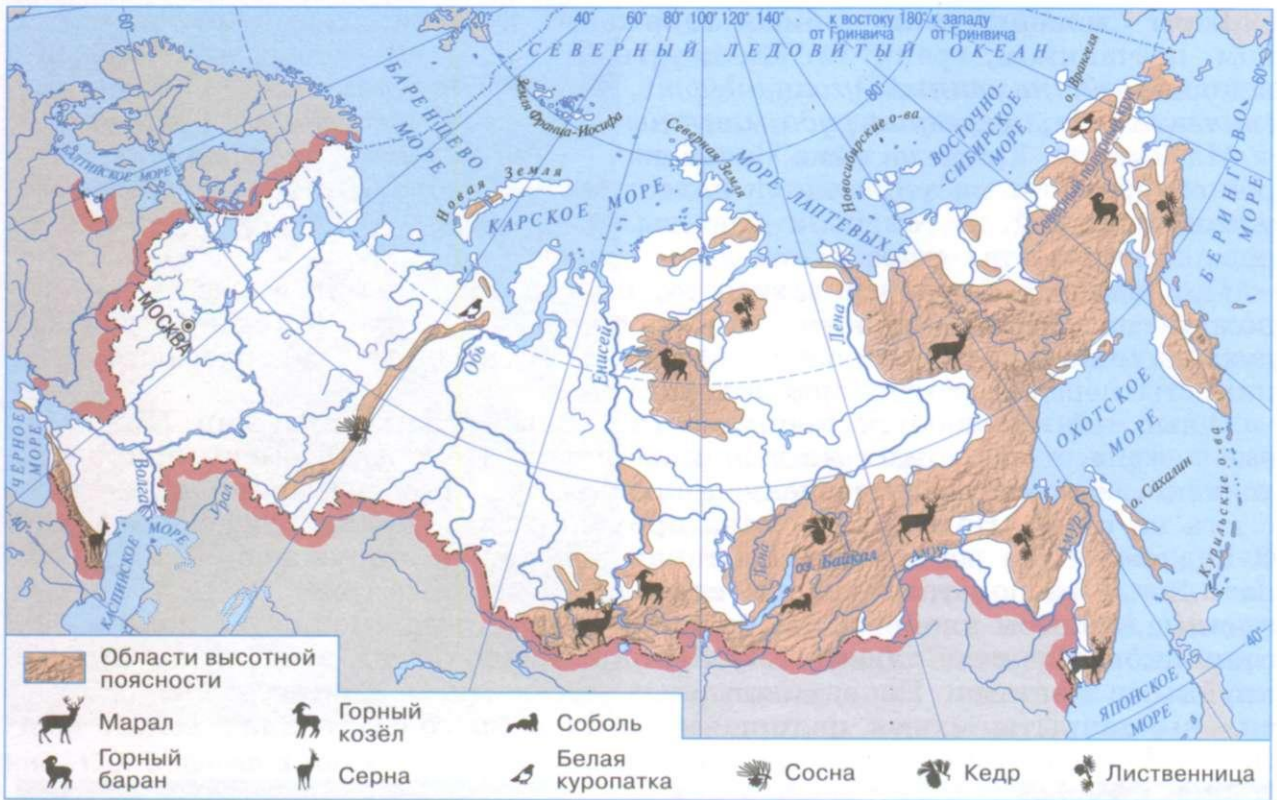 60°
20°
40°
60°
80°
100°
120°
140°
к востоку 180° к западу
от Гринвича от Гринвича
СЕВЕРНЫЙ ЛЕДОВИТЫЙ ОКЕАН
60°
БАРЕНЦЕВО
МОРЕ
Земля Франца-Иосифа
Северная Земля
80°
о. Врангеля
ВОСТОЧНО-
-СИБИРСКОЕ
МОРЕ
Новосибирские о-ва
МОРЕ ЛАПТЕВЫХ
Северный полярный круг
БЕРИНГОВО
МОРЕ
БАЛТИЙСКОЕ МОРЕ
Новая Земля
КАРСКОЕ МОРЕ
МОСКВА
Обь
Енисей
Лена
ОХОТСКОЕ
МОРЕ
ЧЁРНОЕ
МОРЕ
Волга
Урал
40°
КАСПИЙСКОЕ
МОРЕ
Лена
оз. Байкал
Амур
Амур
о. Сахалин
Курильские о-ва
40°
ЯПОНСКОЕ
МОРЕ
Области высотной
поясности
Марал
Горный
козёл
Соболь
Горный
баран
Серна
Белая
куропатка
Сосна
Кедр
Лиственница